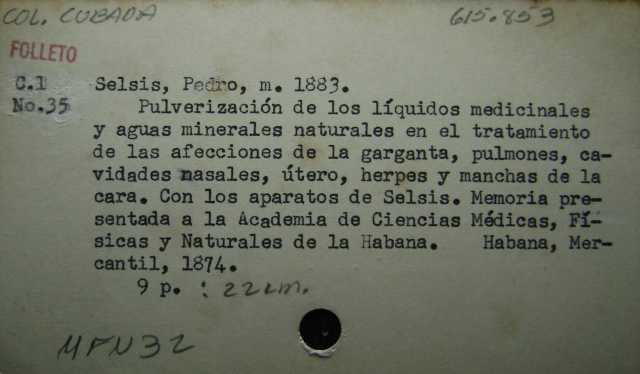 COL. CUBADA 615.853
FOLLETO
C.1 Selsis, Pedro, m. 1883.
No.35 Pulverización de los líquidos medicinales
y aguas minerales naturales en el tratamiento
de las afecciones de la garganta, pulmones, ca-
vidades nasales, útero, herpes y manchas de la
cara. Con los aparatos de Selsis. Memoria pre-
sentada a la Academia de Ciencias Médicas, Fí-
sicas y Naturales de la Habana. Habana, Mer-
cantil, 1874.
9 p. : 22 cm.
MFN32